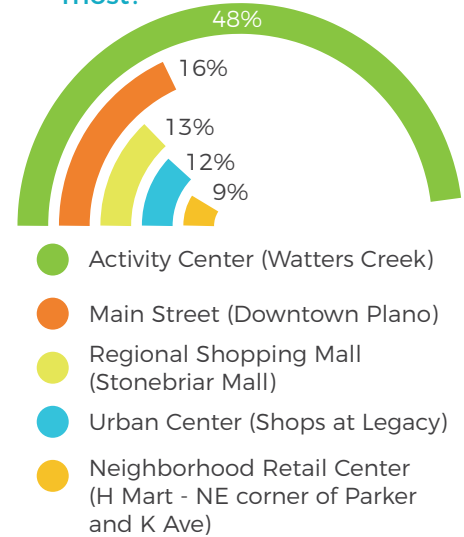 most?
48%
16%
13%
12%
9%
Activity Center (Watters Creek)
Main Street (Downtown Plano)
Regional Shopping Mall
(Stonebriar Mall)
Urban Center (Shops at Legacy)
Neighborhood Retail Center
(H Mart - NE corner of Parker
and K Ave)